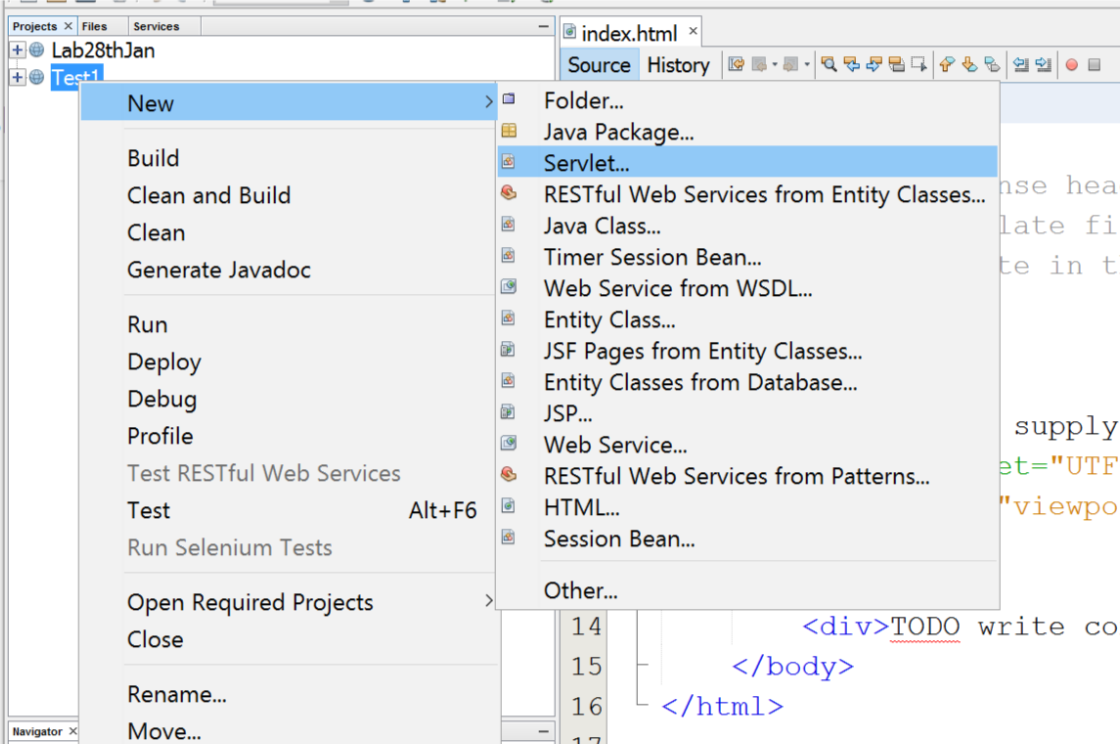 Projects × Files Services
Lab28thJan
Test1
New
Build
Clean and Build
Clean
Generate Javadoc
Run
Deploy
Debug
Profile
Test RESTful Web Services
Test Alt+F6
Run Selenium Tests
Open Required Projects
Close
Rename...
Move...
Navigator ×
Folder...
Java Package...
Servlet...
RESTful Web Services from Entity Classes...
Java Class...
Timer Session Bean...
Web Service from WSDL...
Entity Class...
JSF Pages from Entity Classes...
Entity Classes from Database...
JSP...
Web Service...
RESTful Web Services from Patterns...
HTML...
Session Bean...
Other...
index.html ×
Source History
nse hea
late fi
te in t
supply
et="UTF
"viewpo
14 <div>TODO write co
15 </body>
16 </html>
17